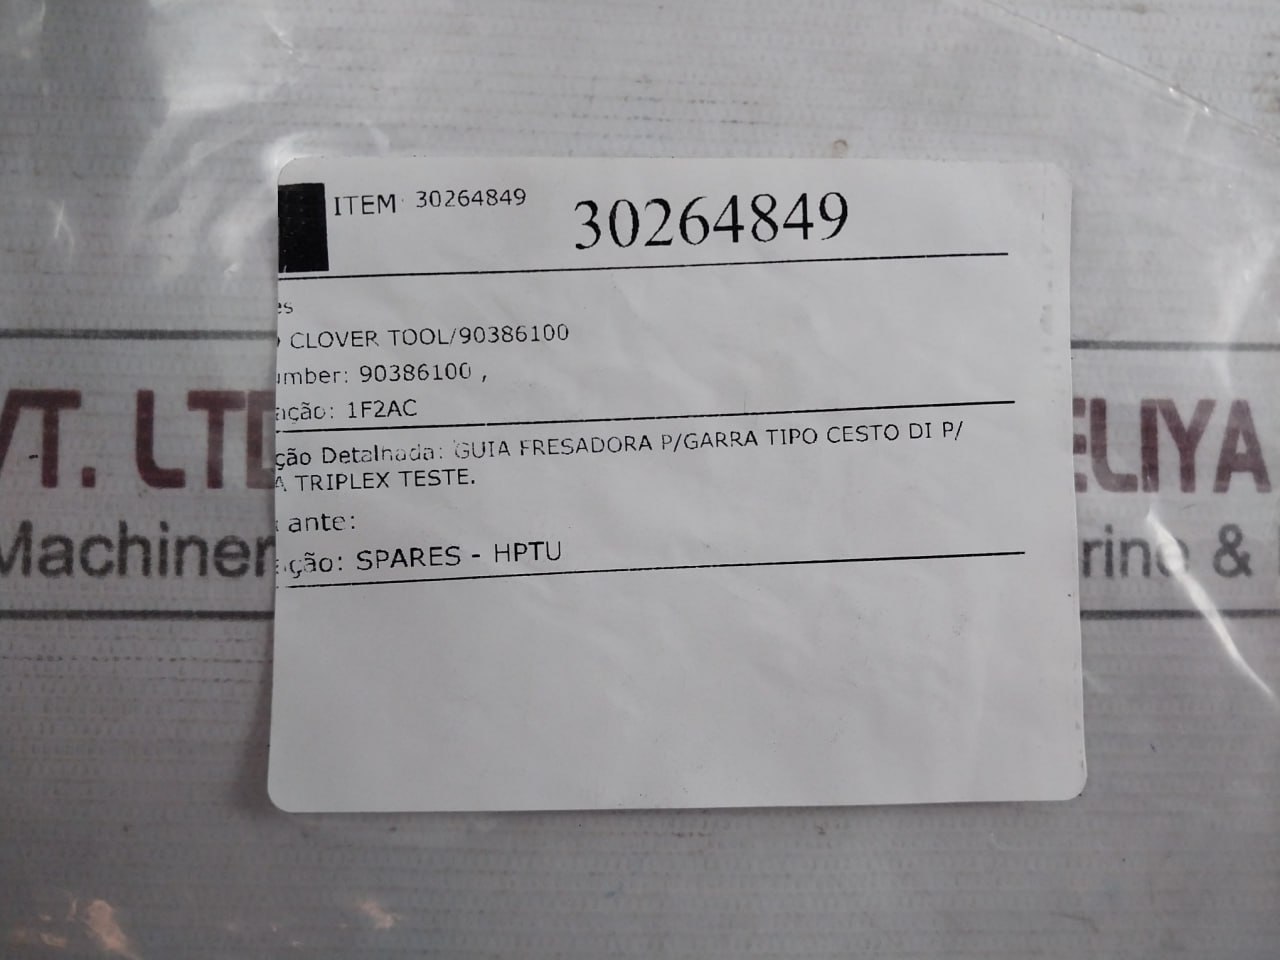 ITEM 30264849 30264849
es
CLOVER TOOL/90386100
umber: 90386100 ,
ação: 1F2AC
ção Detalhada: GUIA FRESADORA P/GARRA TIPO CESTO DI P/
A TRIPLEX TESTE.
ante:
ção: SPARES - HPTU
VT. LTD ELIYA
Machiner rine &